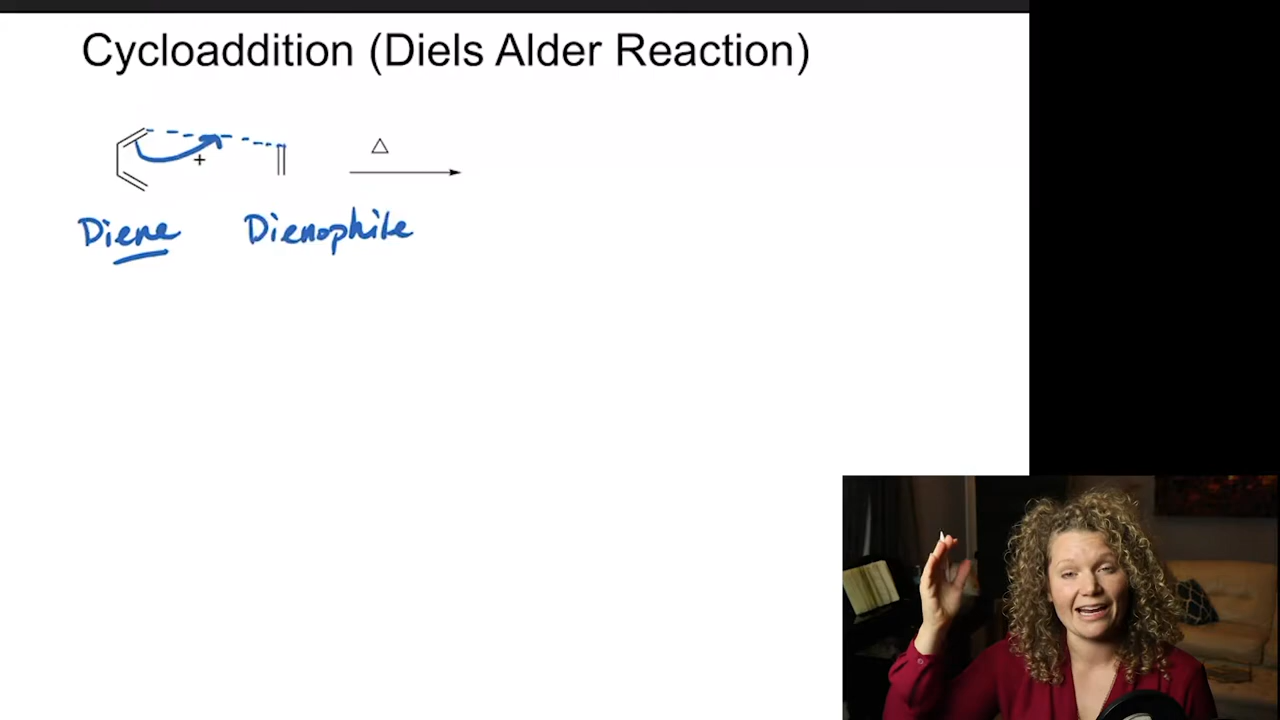 Cycloaddition (Diels Alder Reaction)
+
△
Diene Dienophile